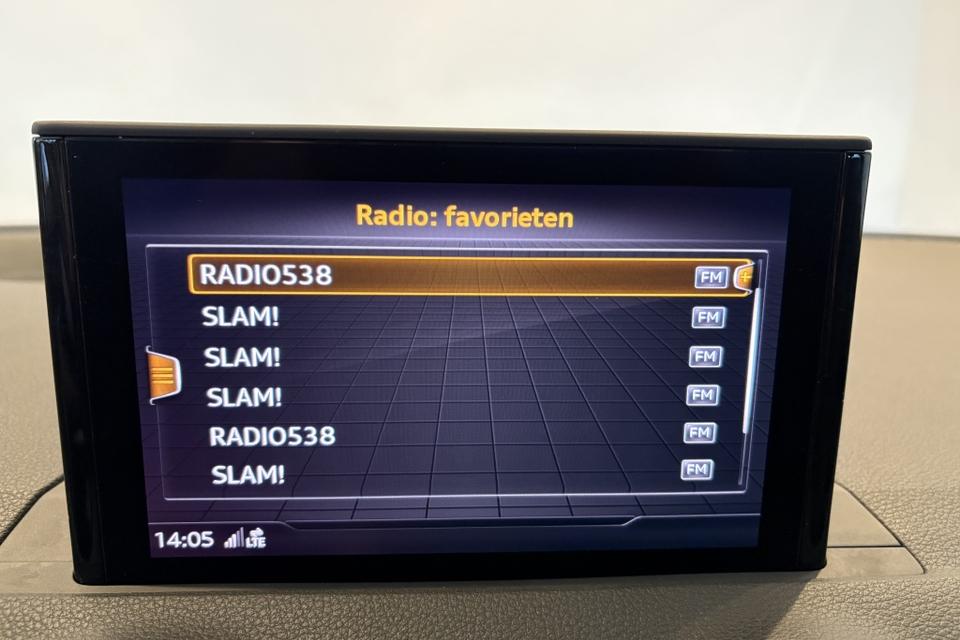 Radio: favorieten
RADIO538 FM +
SLAM! FM
SLAM! FM
SLAM! FM
RADIO538 FM
SLAM! FM
14:05 LTE